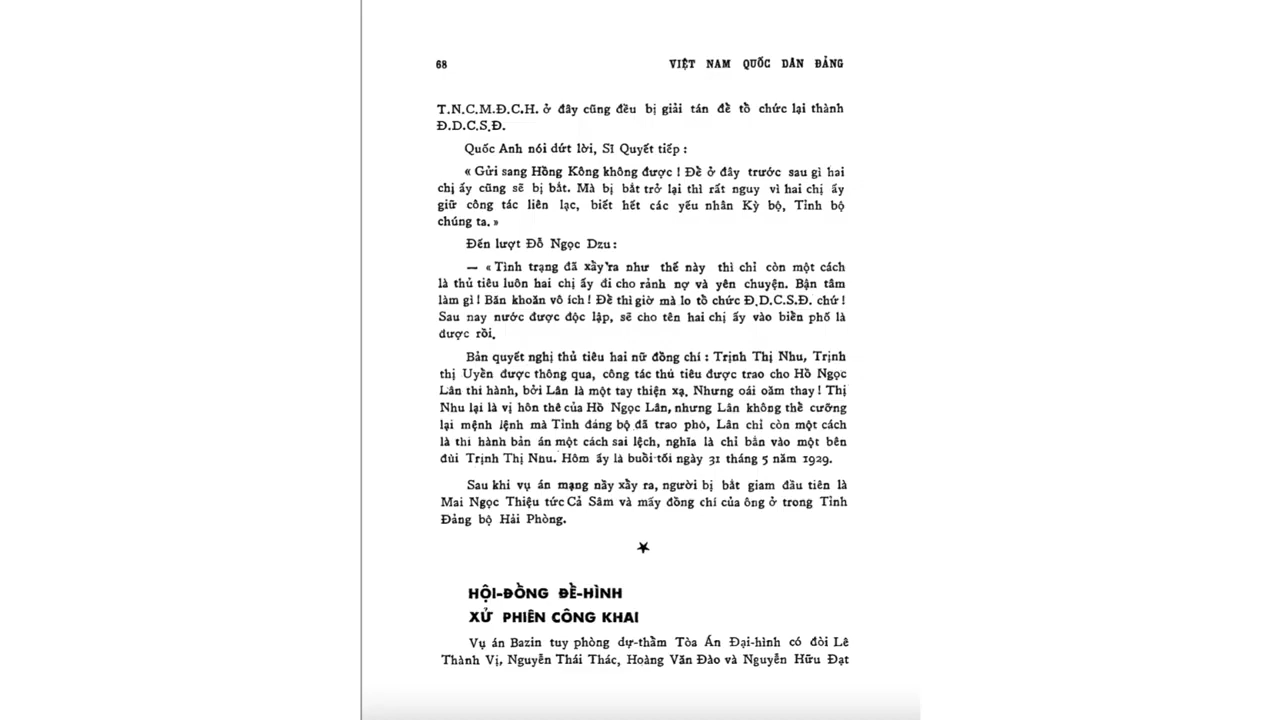 68 VIỆT NAM QUỐC DÂN ĐẢNG
T.N.C.M.Đ.C.H. ở đây cũng đều bị giải tán để tổ chức lại thành
Đ.D.C.S.Đ.
Quốc Anh nói dứt lời, Sĩ Quyết tiếp :
« Gửi sang Hồng Kông không được ! Để ở đây trước sau gì hai
chị ấy cũng sẽ bị bắt. Mà bị bắt trở lại thì rất nguy vì hai chị ấy
giữ công tác liên lạc, biết hết các yếu nhân Kỳ bộ, Tỉnh bộ
chúng ta. »
Đến lượt Đỗ Ngọc Dzu :
— « Tình trạng đã xẩy ra như thế này thì chỉ còn một cách
là thủ tiêu luôn hai chị ấy đi cho rảnh nợ và yên chuyện. Bận tâm
làm gì ! Băn khoăn vô ích ! Để thì giờ mà lo tổ chức Đ.D.C.S.Đ. chứ !
Sau nay nước được độc lập, sẽ cho tên hai chị ấy vào biển phố là
được rồi.
Bản quyết nghị thủ tiêu hai nữ đồng chí : Trịnh Thị Nhu, Trịnh
thị Uyển được thông qua, công tác thủ tiêu được trao cho Hồ Ngọc
Lân thi hành, bởi Lân là một tay thiện xạ. Nhưng oái oăm thay ! Thị
Nhu lại là vị hôn thê của Hồ Ngọc Lân, nhưng Lân không thể cưỡng
lại mệnh lệnh mà Tỉnh đảng bộ đã trao phó, Lân chỉ còn một cách
là thi hành bản án một cách sai lệch, nghĩa là chỉ bắn vào một bên
đùi Trịnh Thị Nhu. Hôm ấy là buổi tối ngày 31 tháng 5 năm 1929.
Sau khi vụ án mạng nầy xẩy ra, người bị bắt giam đầu tiên là
Mai Ngọc Thiệu tức Cả Sâm và mấy đồng chí của ông ở trong Tỉnh
Đảng bộ Hải Phòng.
HỘI-ĐỒNG ĐỀ-HÌNH
XỬ PHIÊN CÔNG KHAI
Vụ án Bazin tuy phòng dự-thẩm Tòa Án Đại-hình có đòi Lê
Thành Vị, Nguyễn Thái Thác, Hoàng Văn Đào và Nguyễn Hữu Đạt